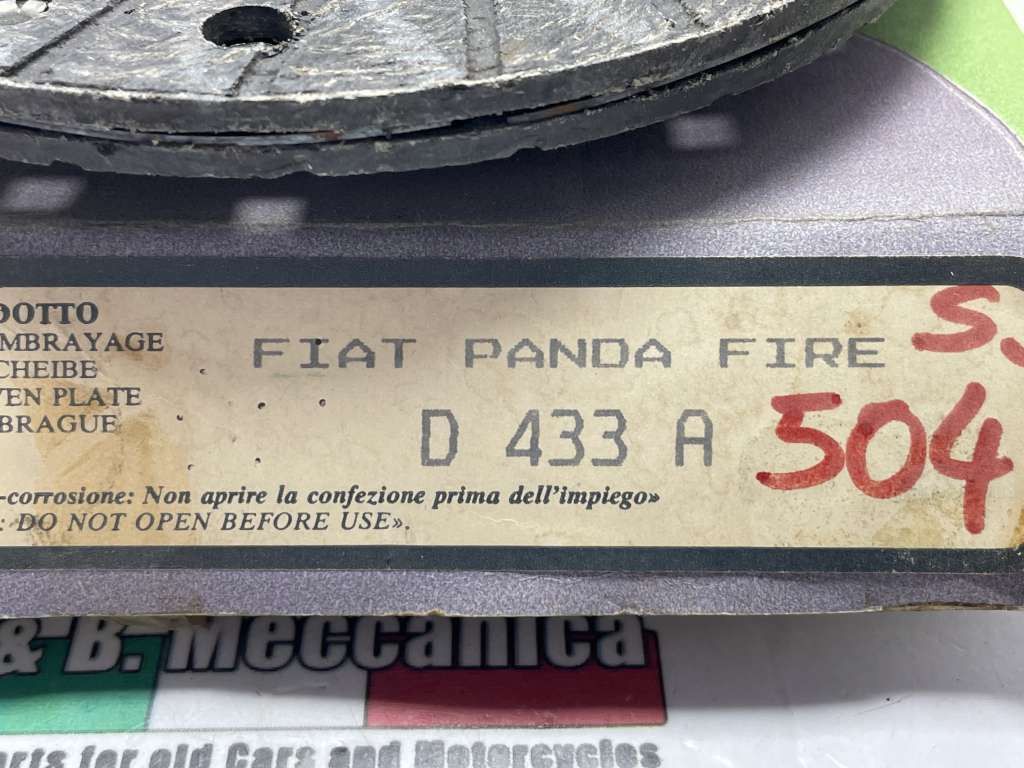 DOTTO
MBRAYAGE
CHEIBE
VEN PLATE
BRAGUE
FIAT PANDA FIRE
D 433 A
S.
504
-corrosione: Non aprire la confezione prima dell'impiego»
: DO NOT OPEN BEFORE USE».
& B. Meccanica
arts for old Cars and Motorcycles